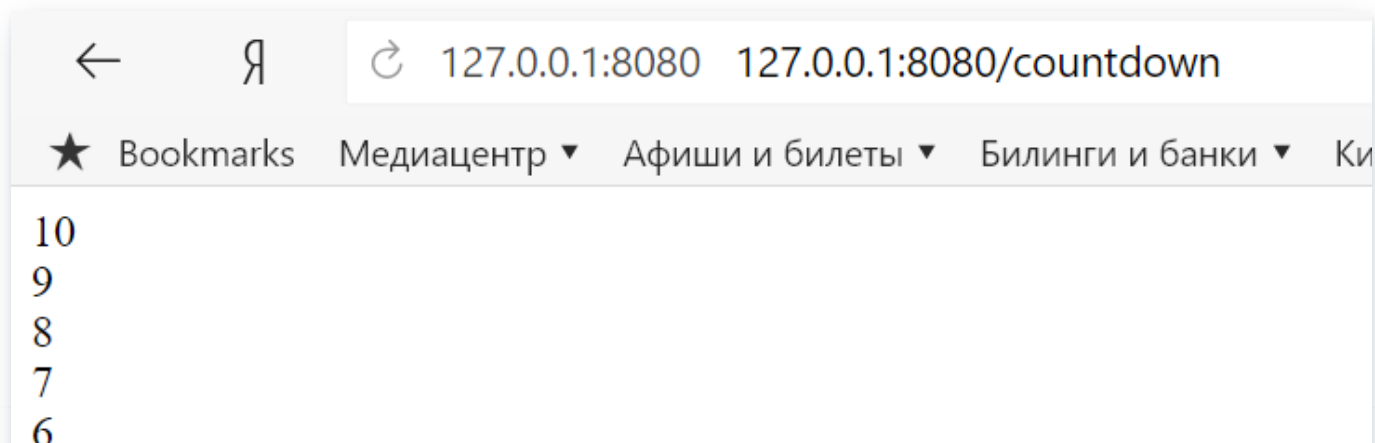 Я 127.0.0.1:8080 127.0.0.1:8080/countdown
Bookmarks Медиацентр ▼ Афиши и билеты ▼ Билинги и банки ▼ Ки
10
9
8
7
6